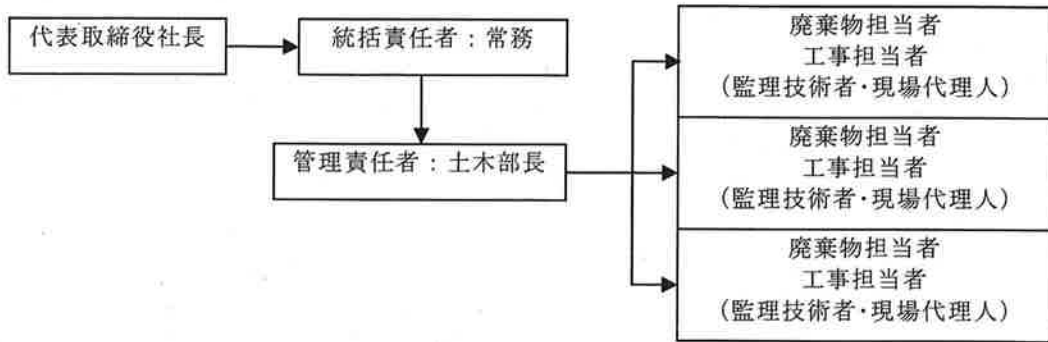 代表取締役社長
統括責任者：常務
管理責任者：土木部長
廃棄物担当者
工事担当者
（監理技術者・現場代理人）
廃棄物担当者
工事担当者
（監理技術者・現場代理人）
廃棄物担当者
工事担当者
（監理技術者・現場代理人）